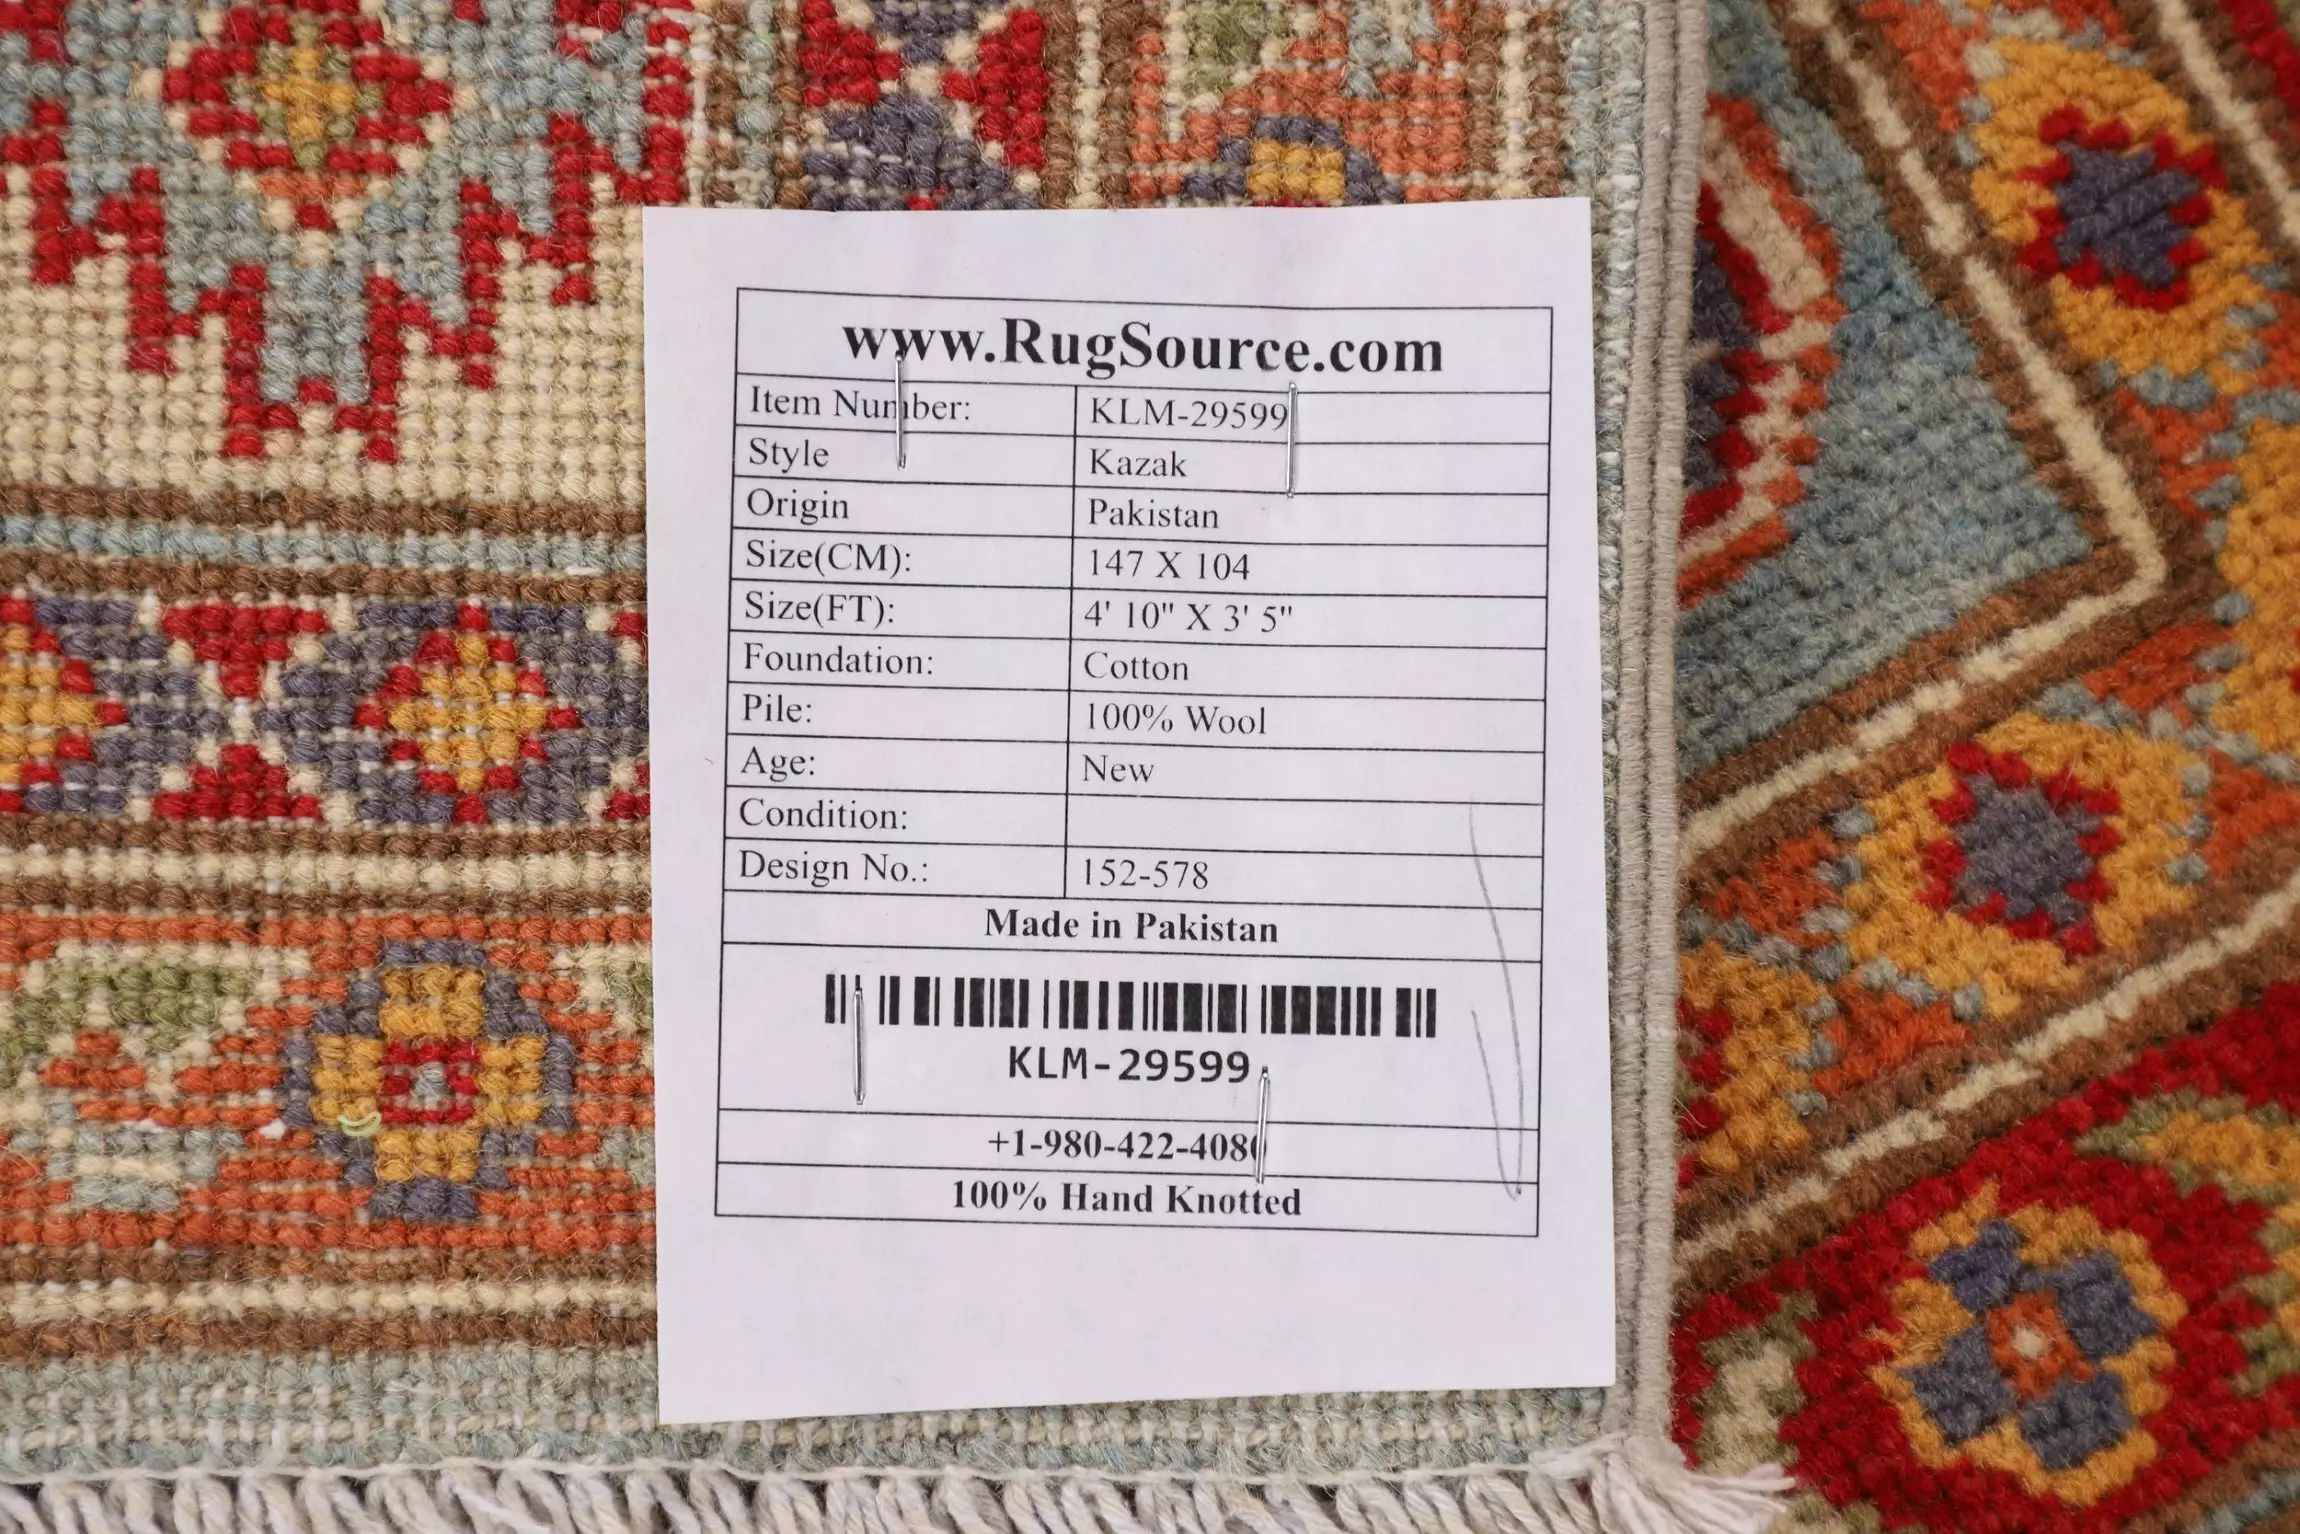 www.RugSource.com
Item Number: KLM-29599
Style Kazak
Origin Pakistan
Size(CM): 147 X 104
Size(FT): 4' 10" X 3' 5"
Foundation: Cotton
Pile: 100% Wool
Age: New
Condition:
Design No.: 152-578
Made in Pakistan
KLM-29599
100% Hand Knotted